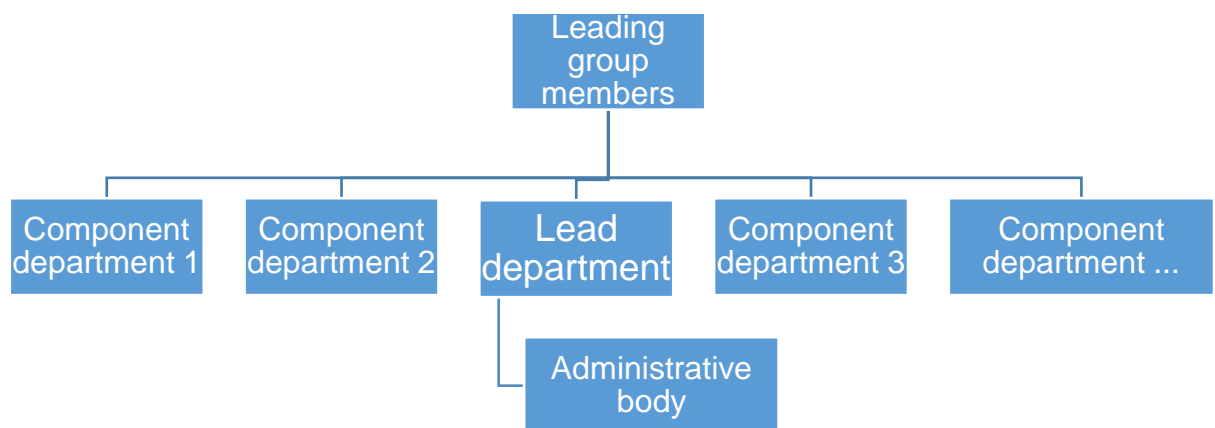 Leading
group
members
Component
department 1
Component
department 2
Lead
department
Component
department 3
Component
department ...
Administrative
body